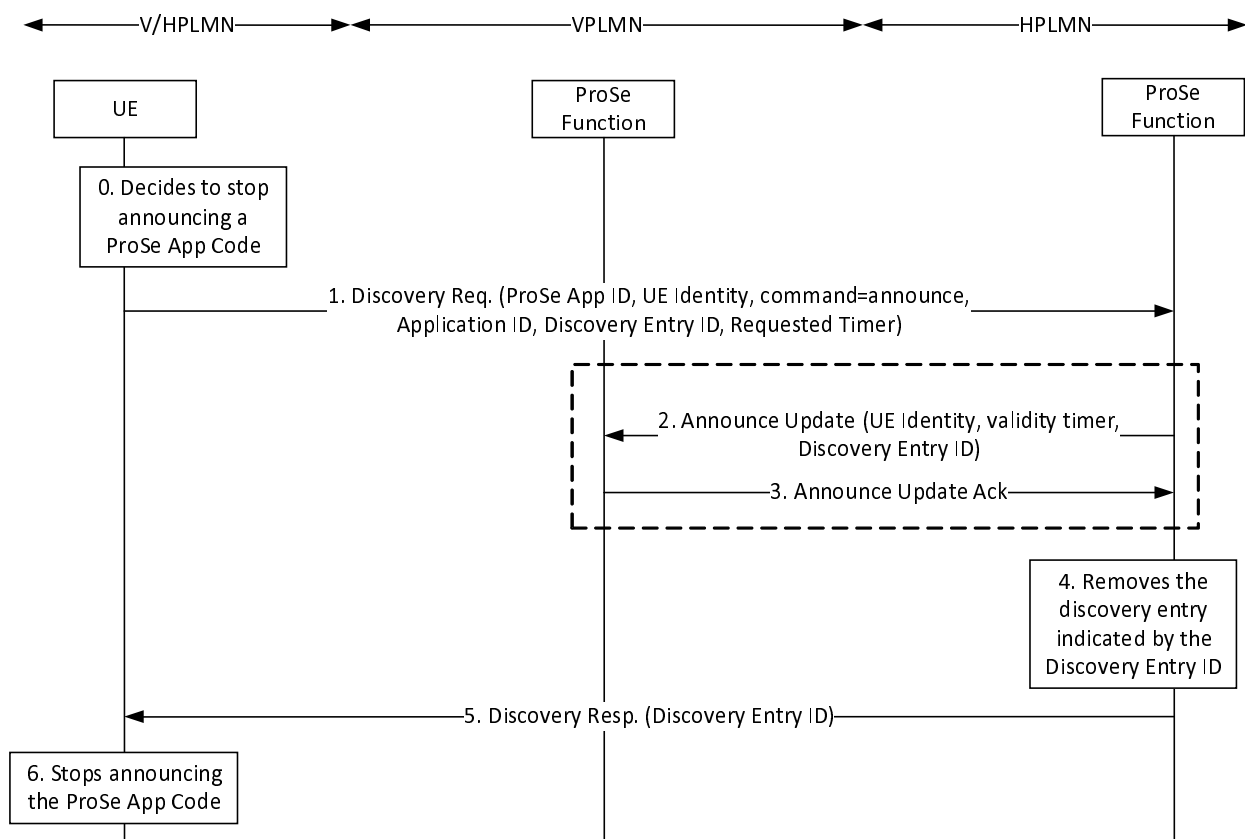 V/HPLMN
VPLMN
HPLMN
UE
ProSe
Function
ProSe
Function
0. Decides to stop
announcing a
ProSe App Code
1. Discovery Req. (ProSe App ID, UE Identity, command=announce,
Application ID, Discovery Entry ID, Requested Timer)
2. Announce Update (UE Identity, validity timer,
Discovery Entry ID)
3. Announce Update Ack
4. Removes the
discovery entry
indicated by the
Discovery Entry ID
5. Discovery Resp. (Discovery Entry ID)
6. Stops announcing
the ProSe App Code